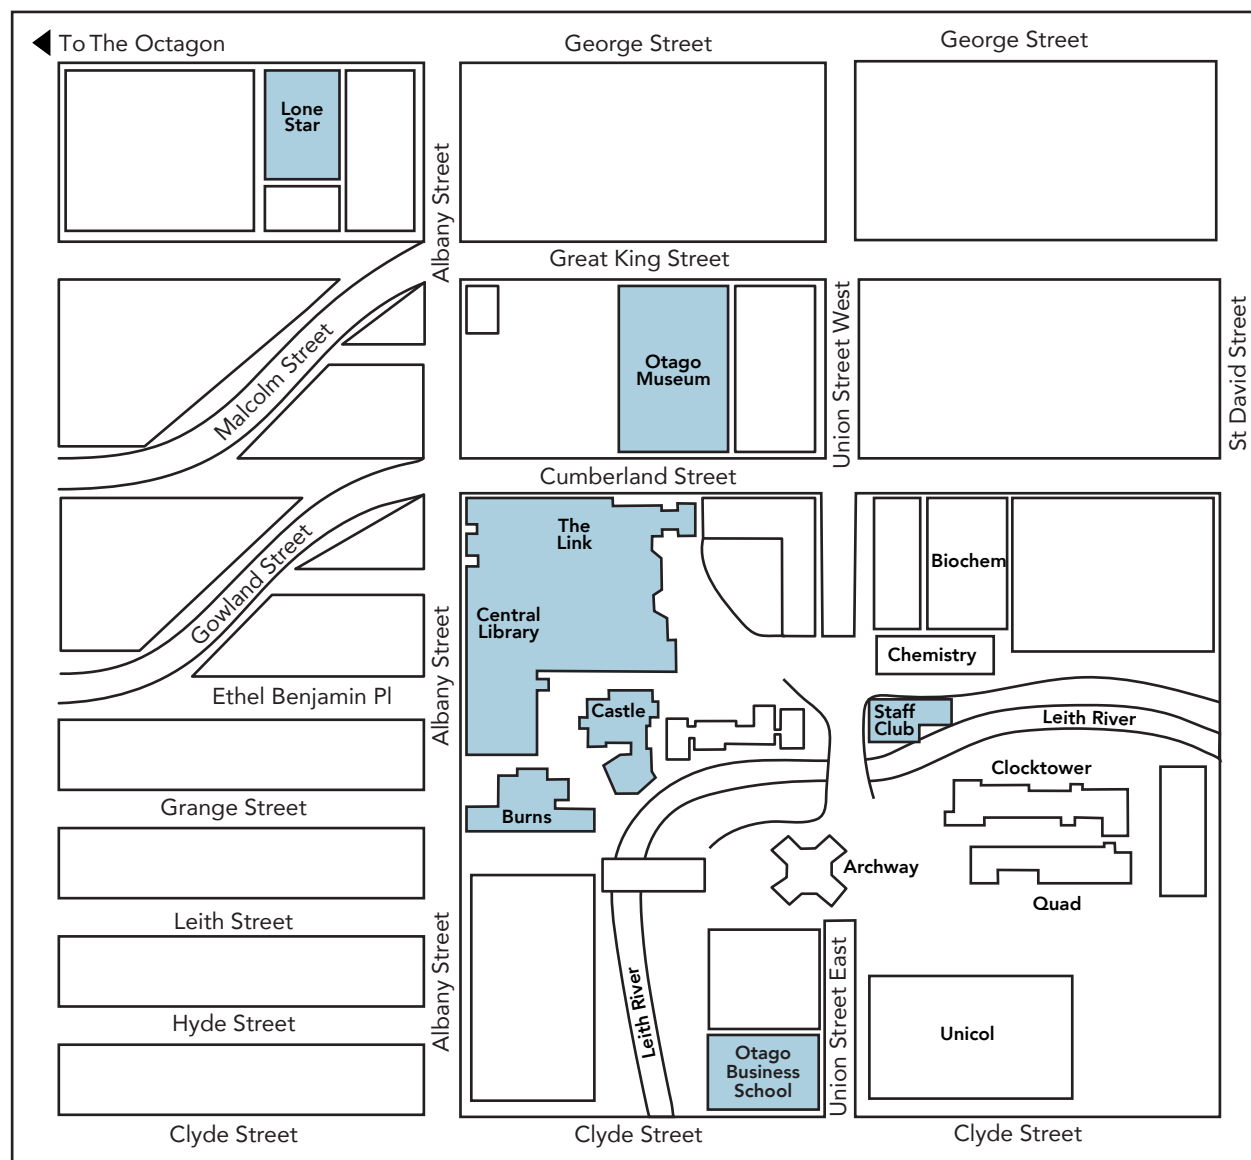 To The Octagon
George Street
George Street
Lone
Star
Albany Street
Great King Street
Malcolm Street
Otago
Museum
Union Street West
St David Street
Cumberland Street
The
Link
Gowland Street
Biochem
Central
Library
Albany Street
Chemistry
Ethel Benjamin Pl
Castle
Staff
Club
Leith River
Clocktower
Grange Street
Burns
Archway
Quad
Leith Street
Albany Street
Leith River
Union Street East
Hyde Street
Unicol
Otago
Business
School
Clyde Street
Clyde Street
Clyde Street